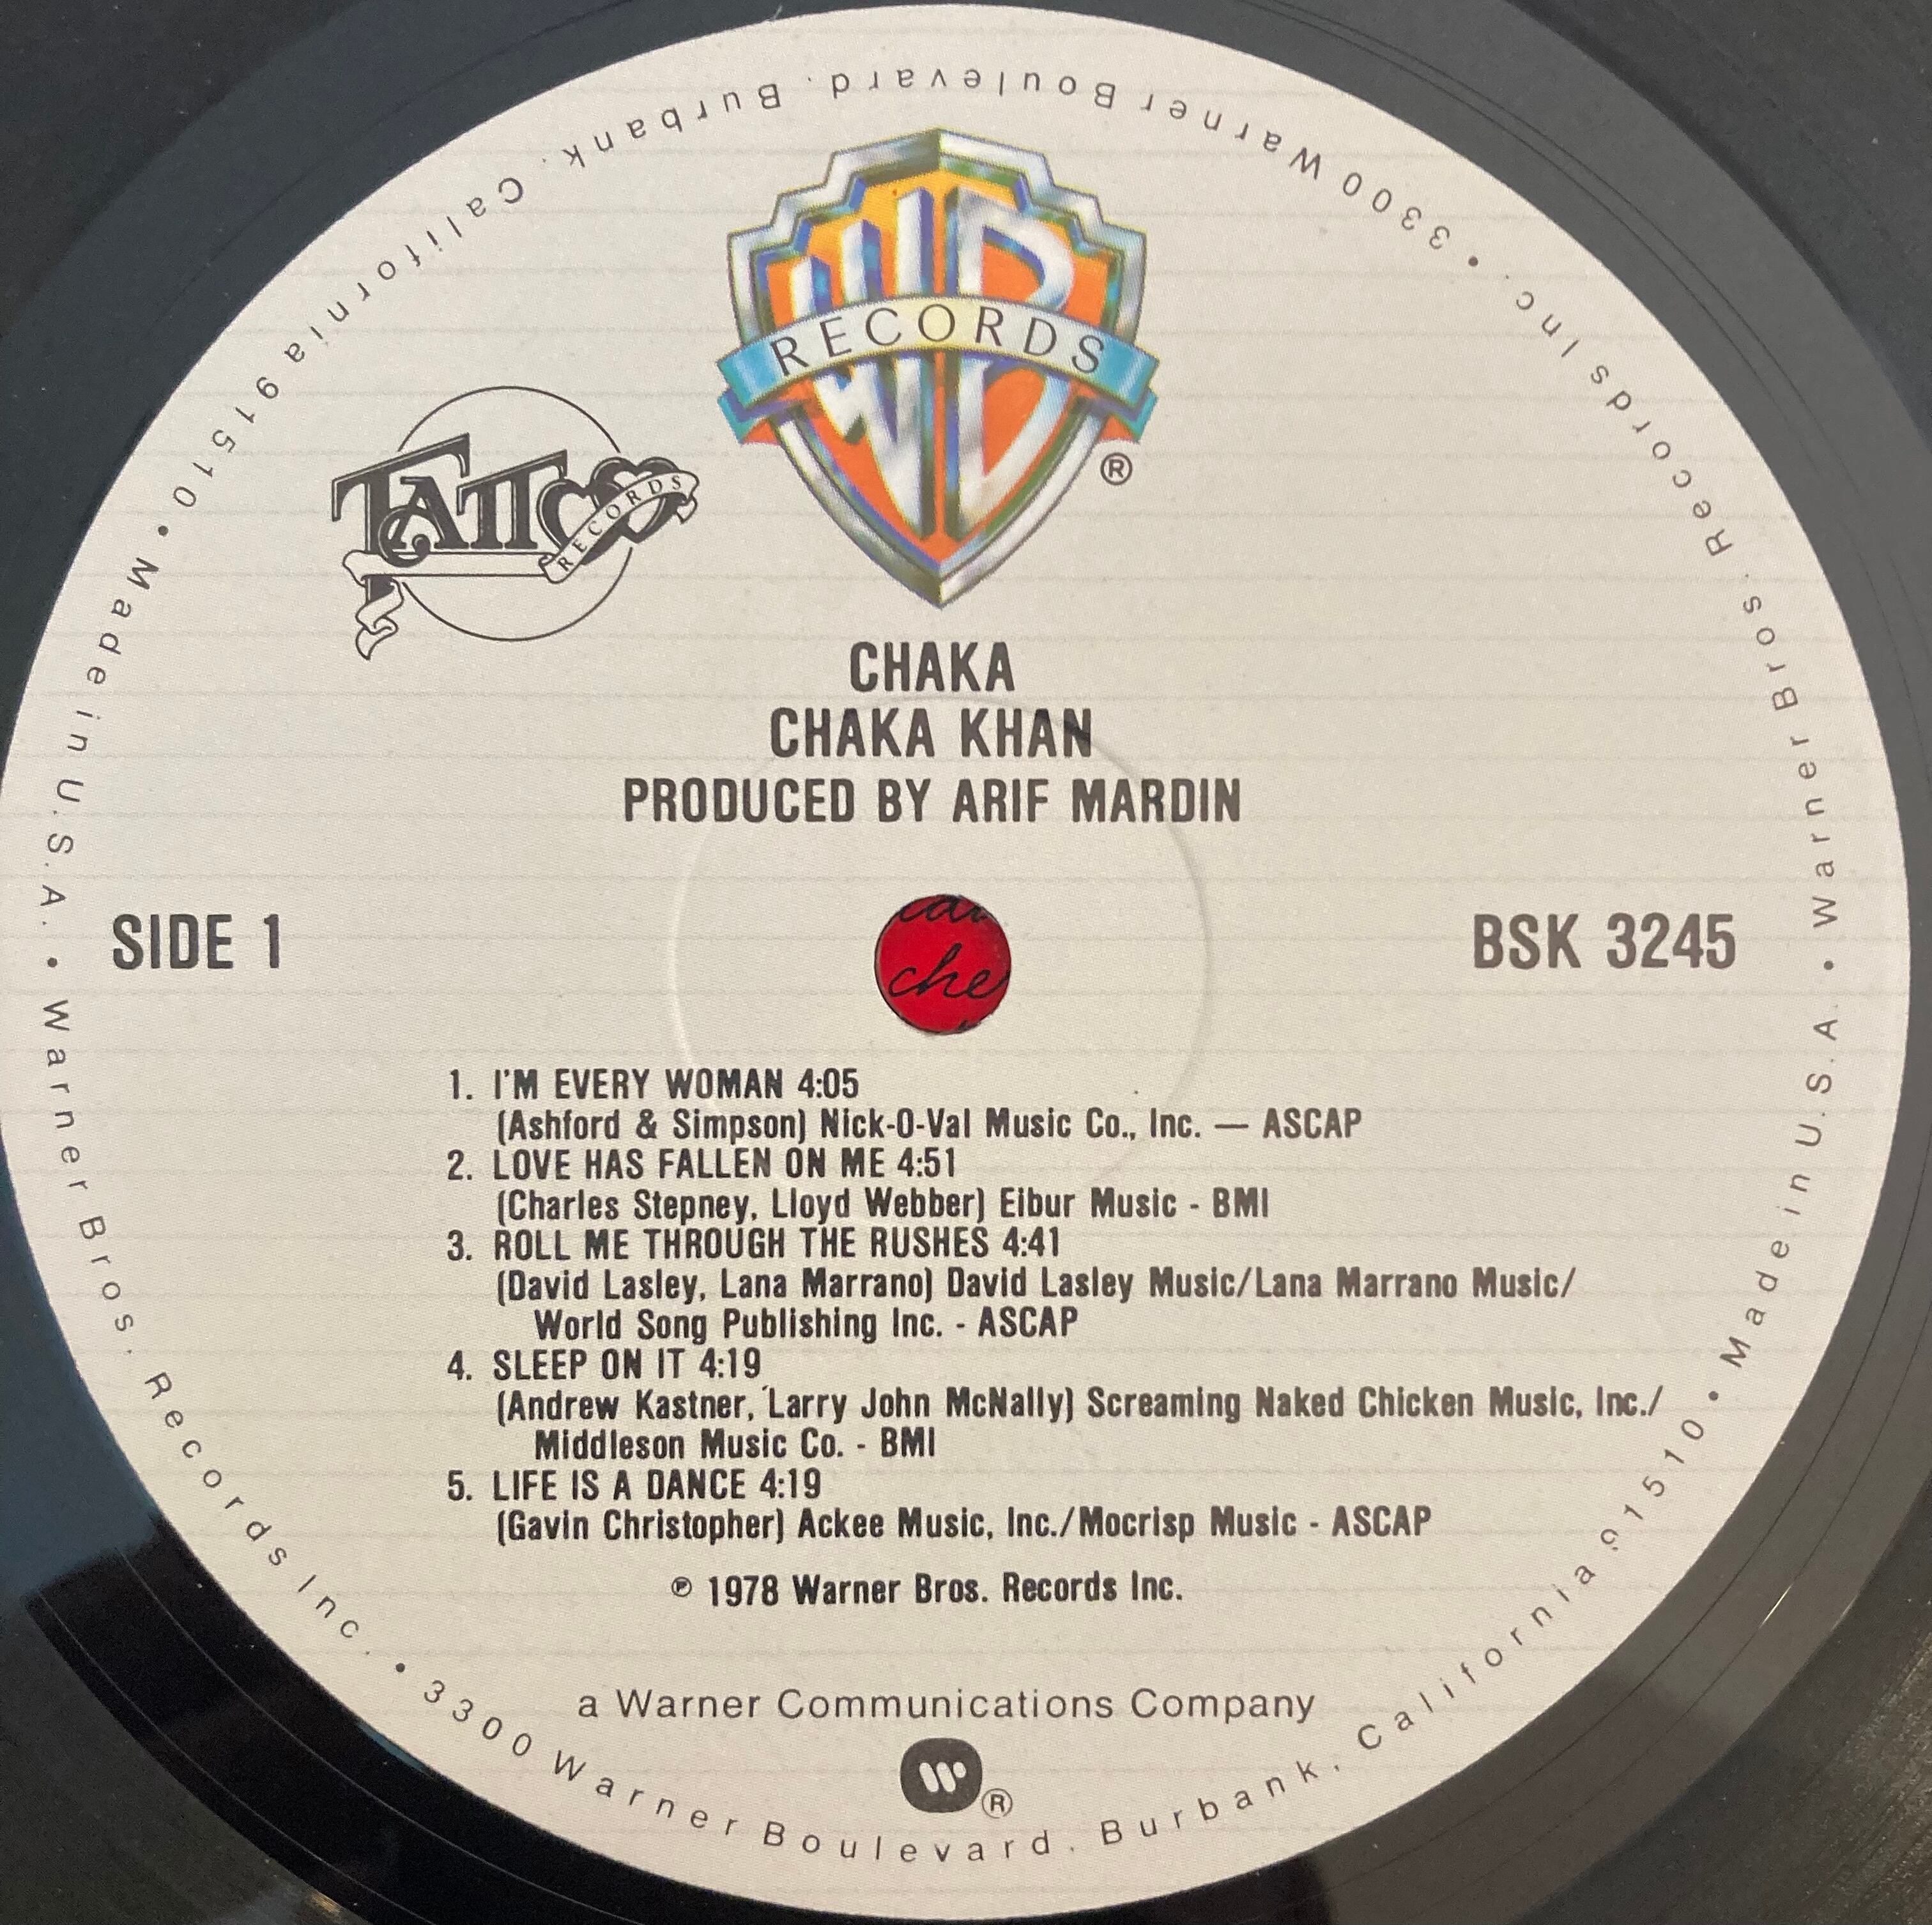 WB
RECORDS
®
TATTOO
RECORDS
CHAKA
CHAKA KHAN
PRODUCED BY ARIF MARDIN
SIDE 1
BSK 3245
che
1. I'M EVERY WOMAN 4:05
(Ashford & Simpson) Nick-O-Val Music Co., Inc. — ASCAP
2. LOVE HAS FALLEN ON ME 4:51
(Charles Stepney, Lloyd Webber) Eibur Music - BMI
3. ROLL ME THROUGH THE RUSHES 4:41
(David Lasley, Lana Marrano) David Lasley Music/Lana Marrano Music/
World Song Publishing Inc. - ASCAP
4. SLEEP ON IT 4:19
(Andrew Kastner, Larry John McNally) Screaming Naked Chicken Music, Inc./
Middleson Music Co. - BMI
5. LIFE IS A DANCE 4:19
(Gavin Christopher) Ackee Music, Inc./Mocrisp Music - ASCAP
℗ 1978 Warner Bros. Records Inc.
a Warner Communications Company
W®
Warner Bros. Records Inc. • 3300 Warner Boulevard. Burbank, California 91510 • Made in U.S.A. • Warner Bros. Records Inc. • 3300 Warner Boulevard. Burbank. California 91510 • Made in U.S.A. •